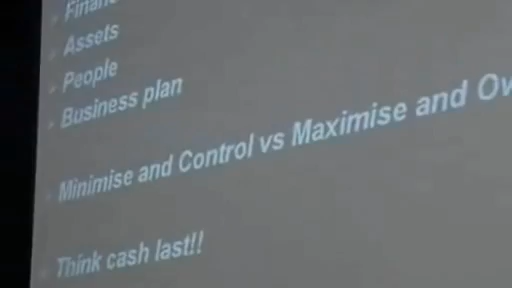 Assets
People
Business plan
Minimise and Control vs Maximise and
Think cash last!!